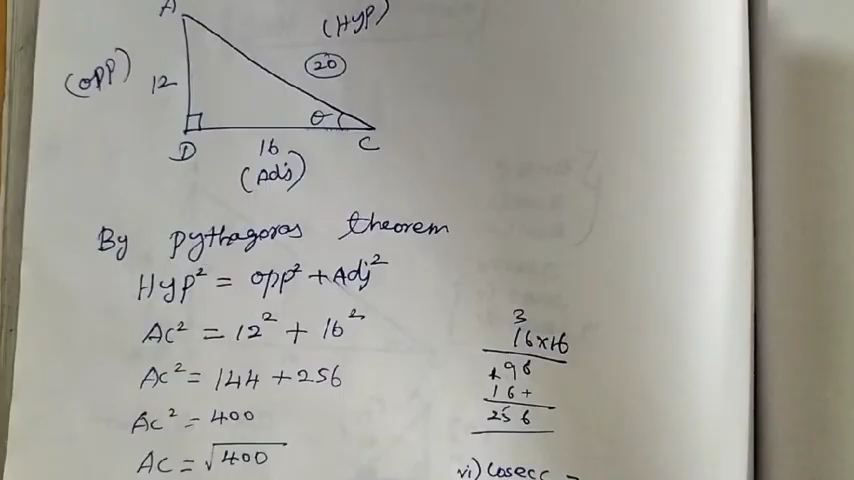 A
(Hyp)
20
(opp)
12
θ
D
16
C
(Adj)
By pythagoras theorem
Hyp² = opp² + Adj²
AC² = 12² + 16²
AC² = 144 + 256
AC² = 400
AC = √400
3
16×16
96
16+
256
vi) Cosec C =